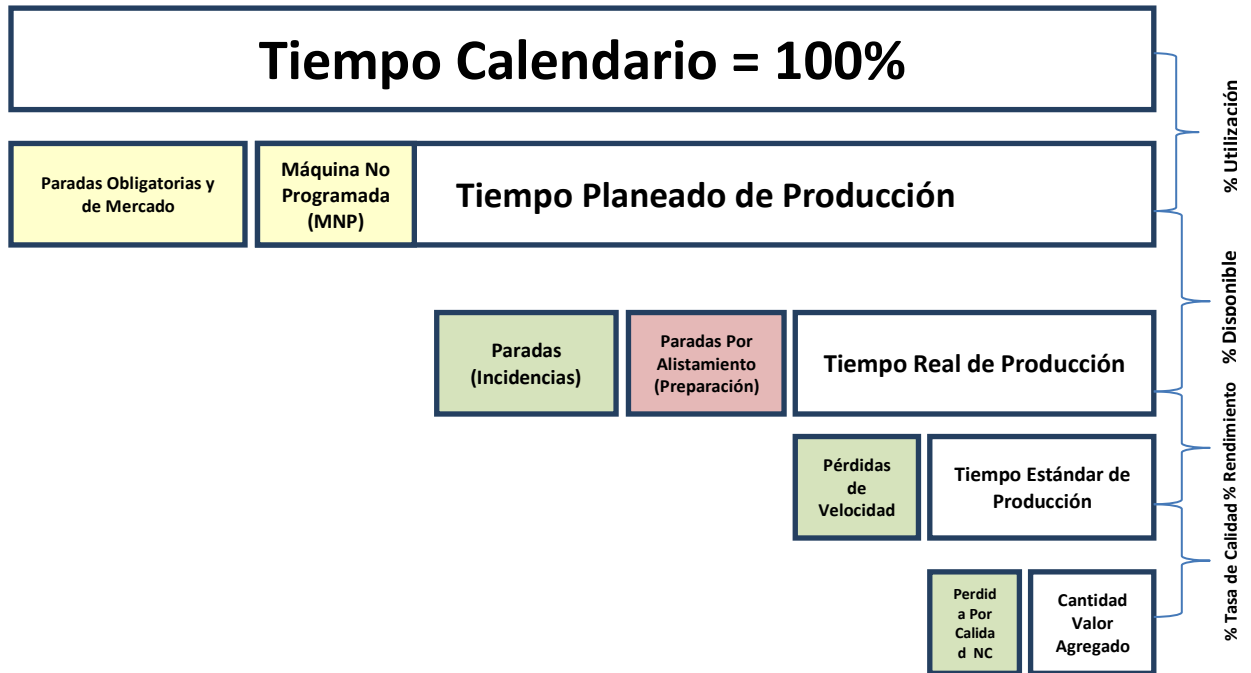 Tiempo Calendario = 100%
% Utilización
Paradas Obligatorias y
de Mercado
Máquina No
Programada
(MNP)
Tiempo Planeado de Producción
% Disponible
Paradas
(Incidencias)
Paradas Por
Alistamiento
(Preparación)
Tiempo Real de Producción
% Rendimiento
Pérdidas
de
Velocidad
Tiempo Estándar de
Producción
% Tasa de Calidad
Perdid
a Por
Calida
d NC
Cantidad
Valor
Agregado